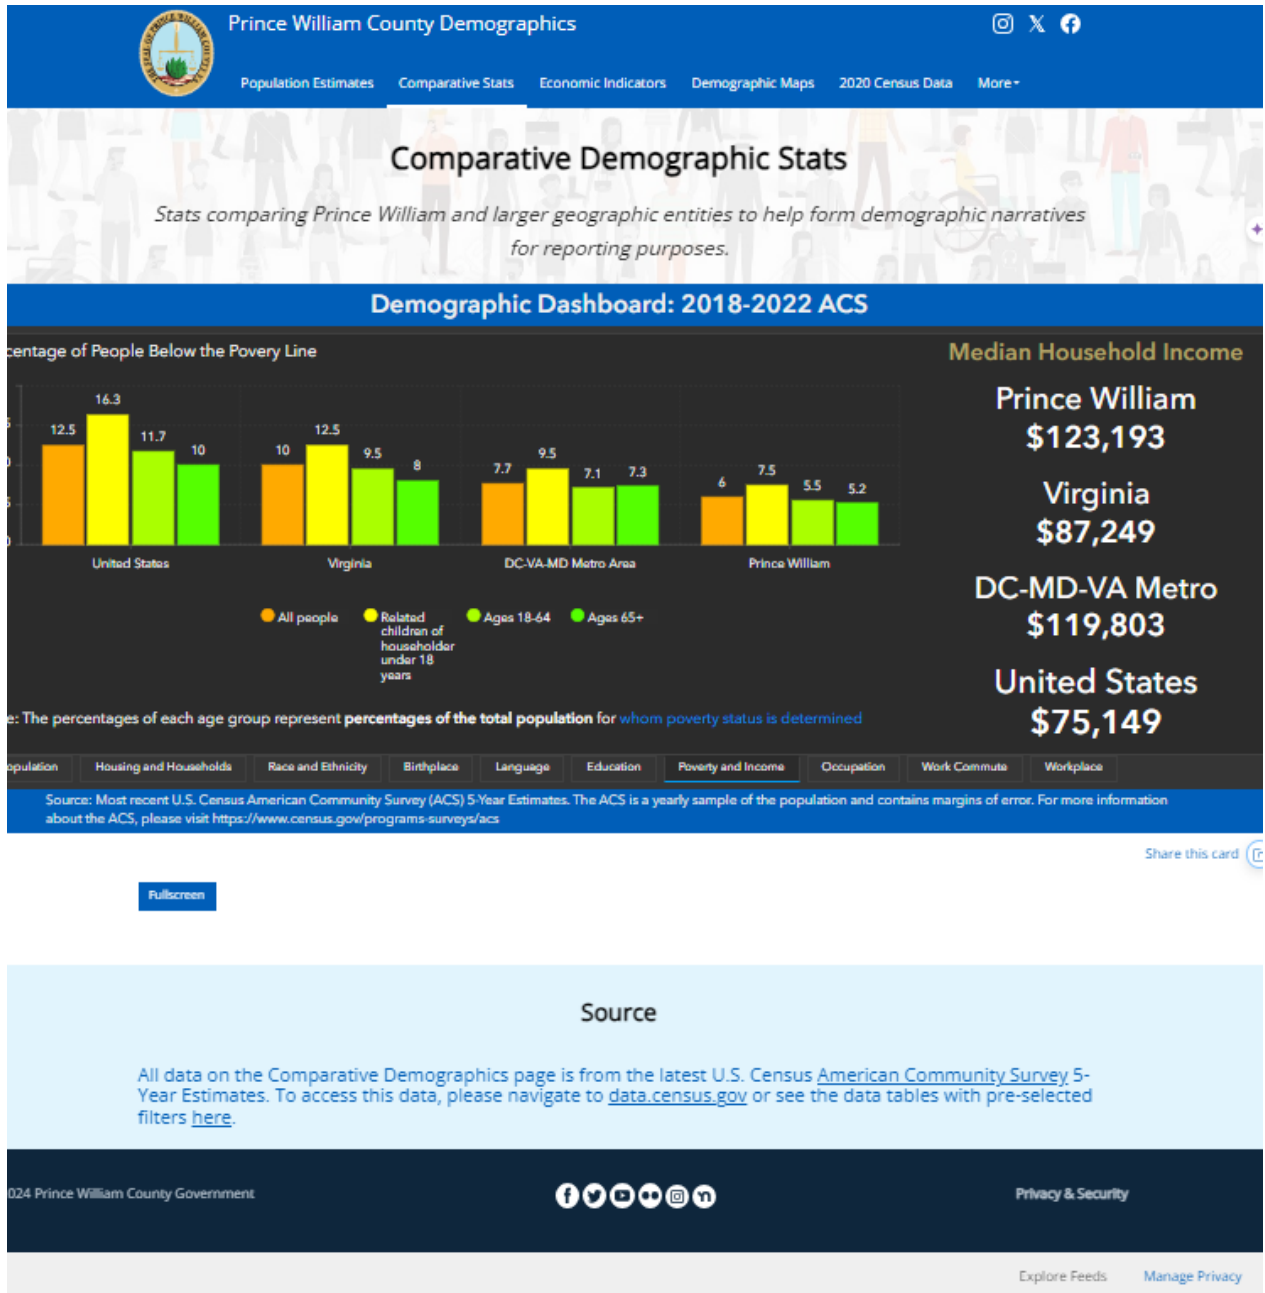 Prince William County Demographics
Population Estimates
Comparative Stats
Economic Indicators
Demographic Maps
2020 Census Data
More
Comparative Demographic Stats
Stats comparing Prince William and larger geographic entities to help form demographic narratives
for reporting purposes.
Demographic Dashboard: 2018-2022 ACS
centage of People Below the Povery Line
12.5
16.3
11.7
10
10
12.5
9.5
8
7.7
9.5
7.1
7.3
6
7.5
5.5
5.2
United States
Virginia
DC-VA-MD Metro Area
Prince William
All people
Related
children of
householder
under 18
years
Ages 18-64
Ages 65+
e: The percentages of each age group represent percentages of the total population for whom poverty status is determined
Median Household Income
Prince William
$123,193
Virginia
$87,249
DC-MD-VA Metro
$119,803
United States
$75,149
opulation
Housing and Households
Race and Ethnicity
Birthplace
Language
Education
Poverty and Income
Occupation
Work Commute
Workplace
Source: Most recent U.S. Census American Community Survey (ACS) 5-Year Estimates. The ACS is a yearly sample of the population and contains margins of error. For more information
about the ACS, please visit https://www.census.gov/programs-surveys/acs
Share this card
Fullscreen
Source
All data on the Comparative Demographics page is from the latest U.S. Census American Community Survey 5-
Year Estimates. To access this data, please navigate to data.census.gov or see the data tables with pre-selected
filters here.
024 Prince William County Government
Privacy & Security
Explore Feeds
Manage Privacy